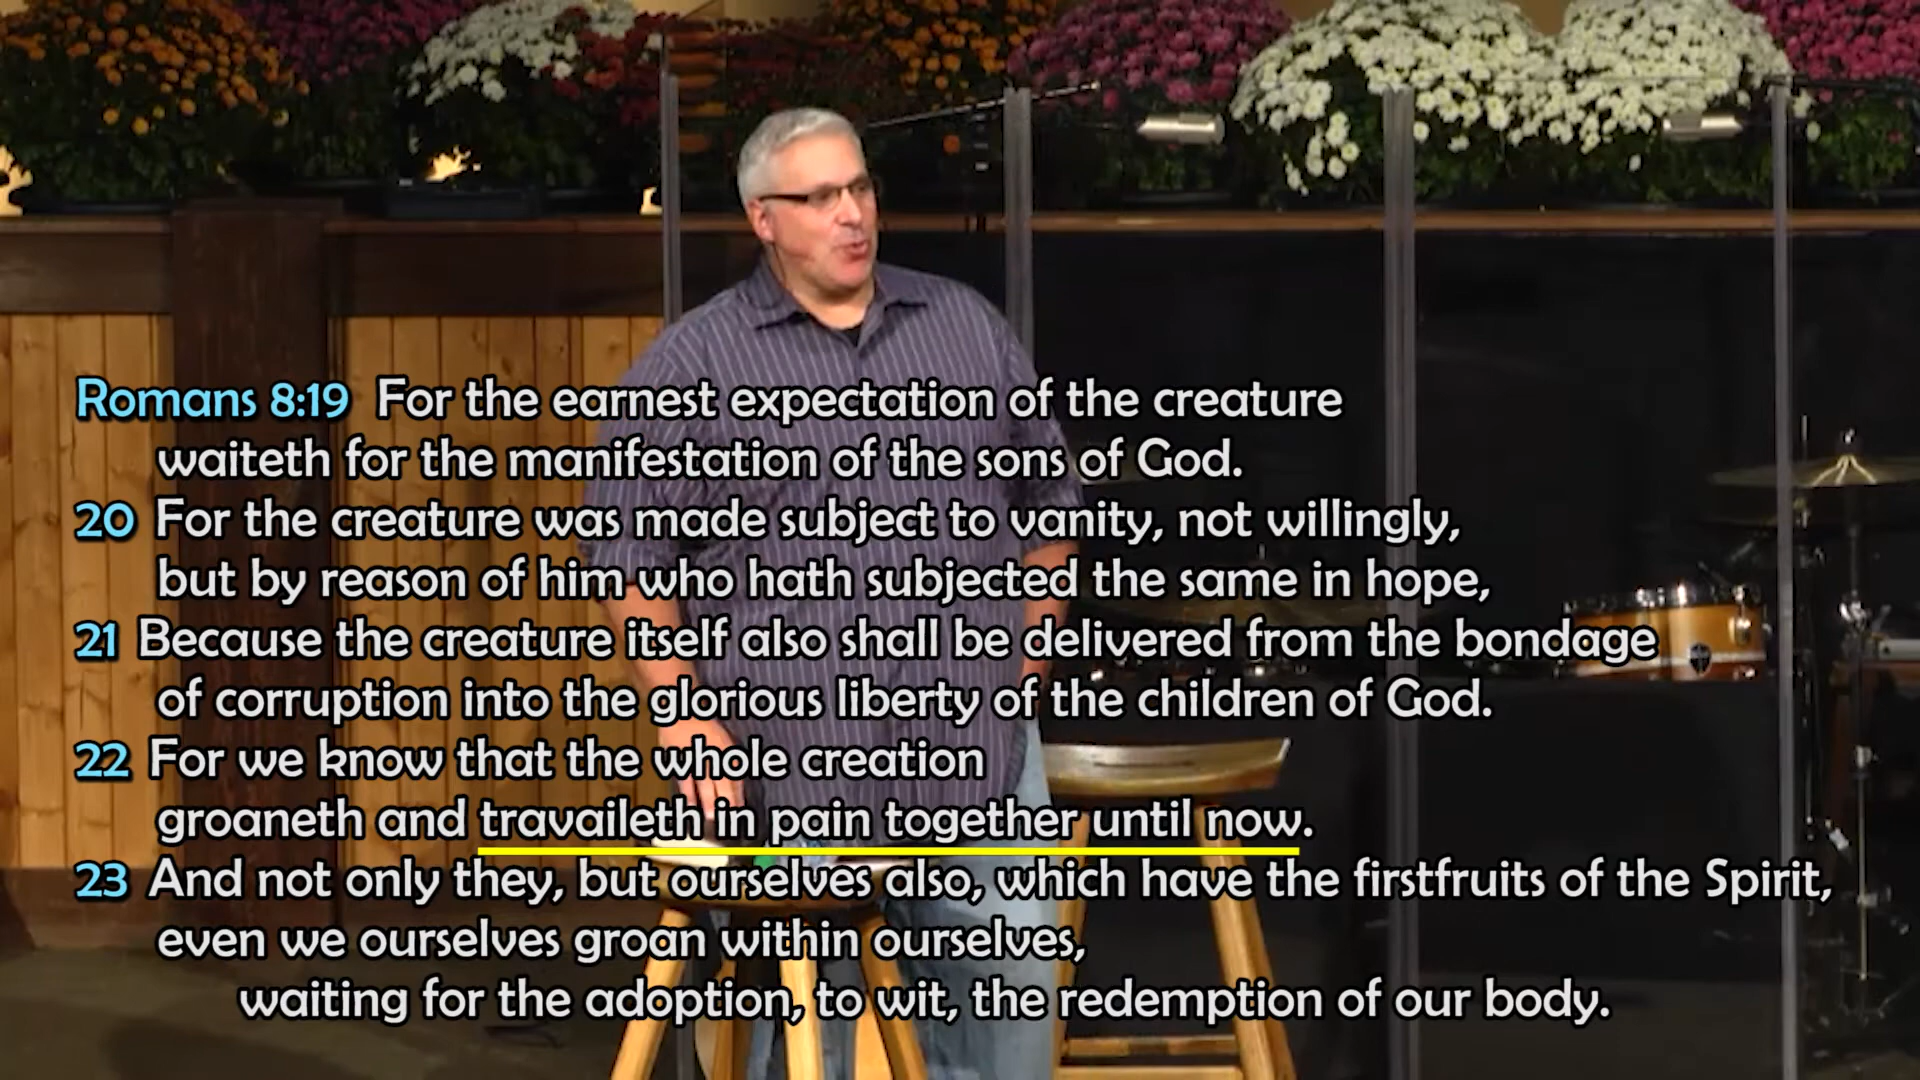 Romans 8:19 For the earnest expectation of the creature
waiteth for the manifestation of the sons of God.
20 For the creature was made subject to vanity, not willingly,
but by reason of him who hath subjected the same in hope,
21 Because the creature itself also shall be delivered from the bondage
of corruption into the glorious liberty of the children of God.
22 For we know that the whole creation
groaneth and travaileth in pain together until now.
23 And not only they, but ourselves also, which have the firstfruits of the Spirit,
even we ourselves groan within ourselves,
waiting for the adoption, to wit, the redemption of our body.